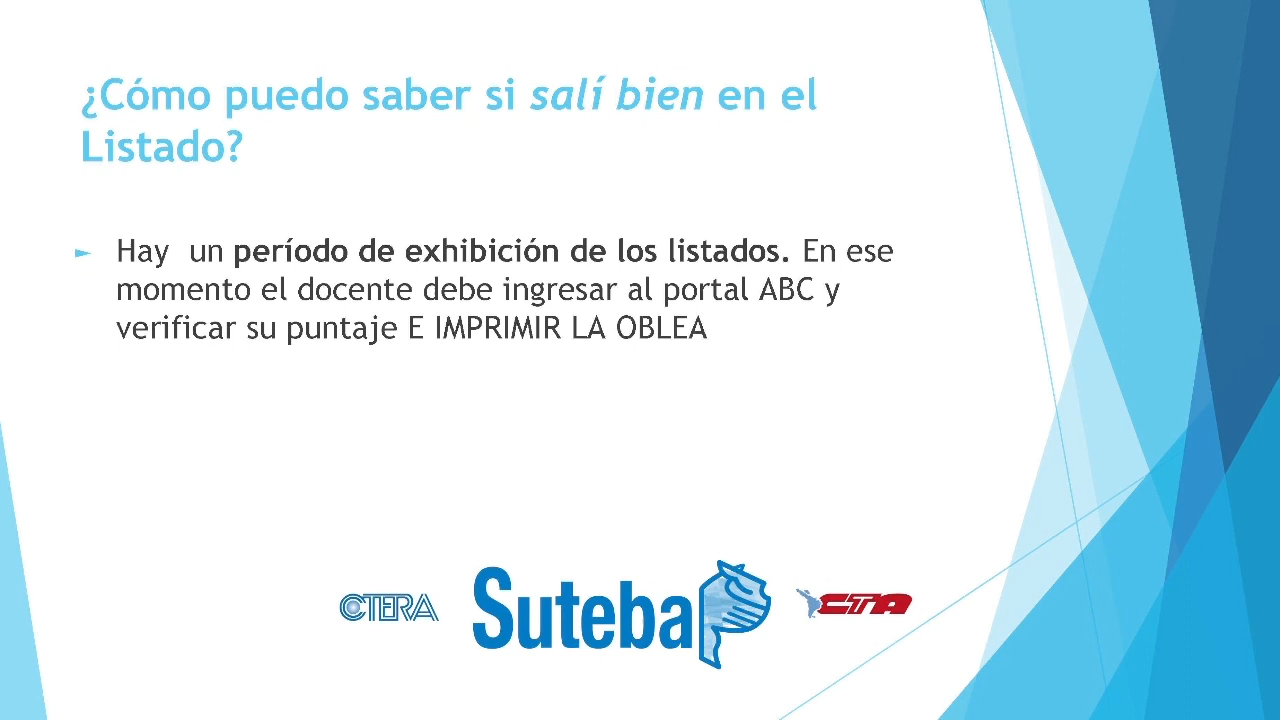 ¿Cómo puedo saber si salí bien en el
Listado?
Hay un período de exhibición de los listados. En ese
momento el docente debe ingresar al portal ABC y
verificar su puntaje E IMPRIMIR LA OBLEA
CTERA
Suteba
CTA